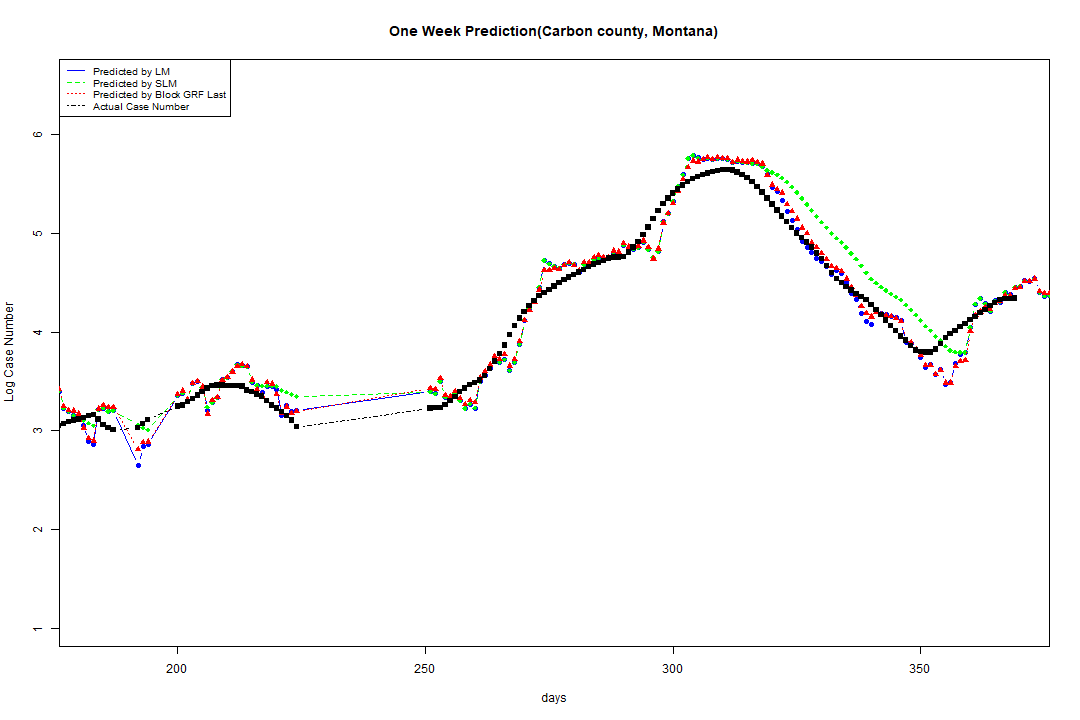 One Week Prediction(Carbon county, Montana)
Predicted by LM
Predicted by SLM
Predicted by Block GRF Last
Actual Case Number
Log Case Number
6
5
4
3
2
1
200 250 300 350
days